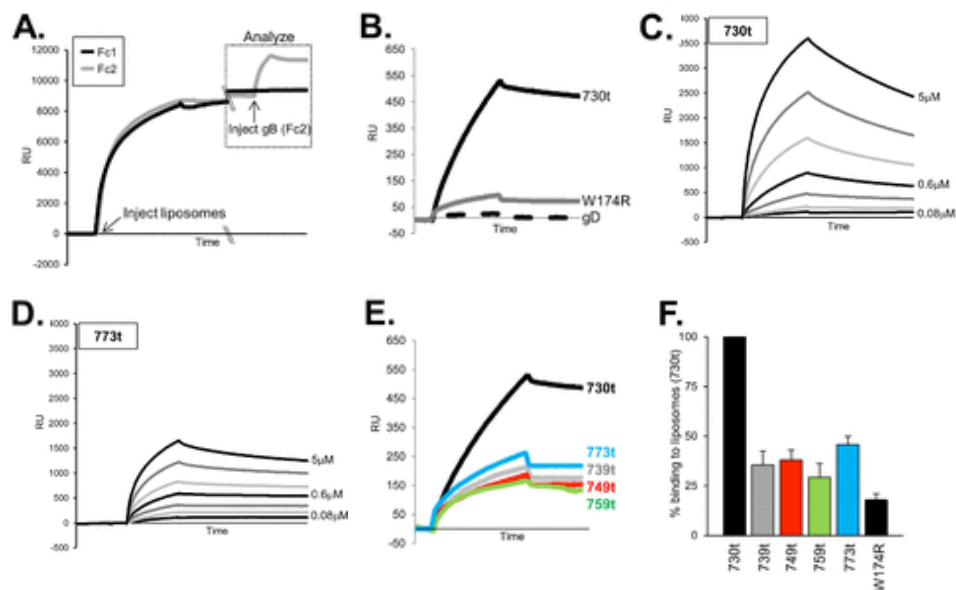 A.
Analyze
12000
10000
8000
6000
4000
2000
0
-2000
RU
Fc1
Fc2
Inject gB (Fc2)
Inject liposomes
Time
B.
650
550
450
350
250
150
50
-50
RU
730t
W174R
gD
Time
C.
730t
3500
3000
2500
2000
1500
1000
500
0
-500
RU
5µM
0.6µM
0.08µM
Time
D.
773t
3500
3000
2500
2000
1500
1000
500
0
-500
RU
5µM
0.6µM
0.08µM
Time
E.
650
550
450
350
250
150
50
-50
RU
730t
773t
739t
749t
759t
Time
F.
% binding to liposomes (730t)
100
75
50
25
0
730t
739t
749t
759t
773t
W174R